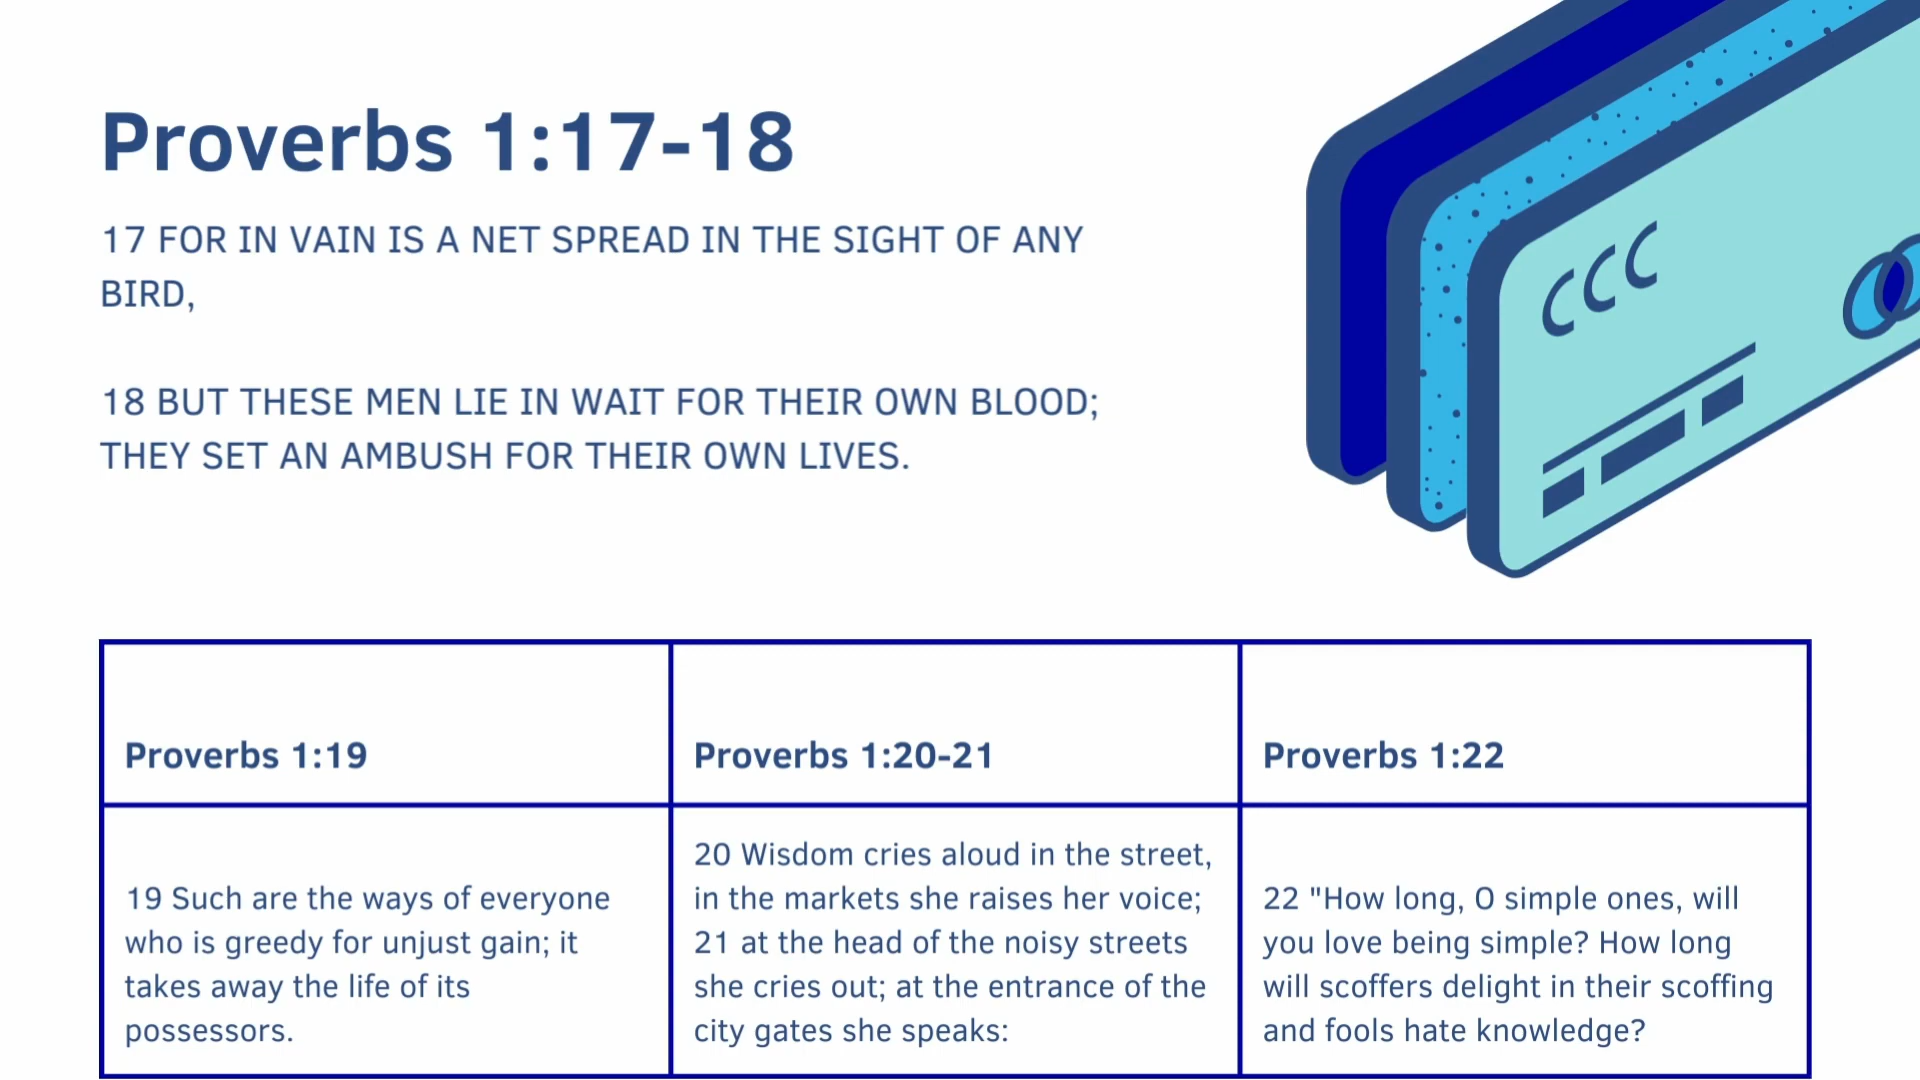 Proverbs 1:17-18
17 FOR IN VAIN IS A NET SPREAD IN THE SIGHT OF ANY
BIRD,
18 BUT THESE MEN LIE IN WAIT FOR THEIR OWN BLOOD;
THEY SET AN AMBUSH FOR THEIR OWN LIVES.
CCC
Proverbs 1:19
Proverbs 1:20-21
Proverbs 1:22
19 Such are the ways of everyone
who is greedy for unjust gain; it
takes away the life of its
possessors.
20 Wisdom cries aloud in the street,
in the markets she raises her voice;
21 at the head of the noisy streets
she cries out; at the entrance of the
city gates she speaks:
22 "How long, O simple ones, will
you love being simple? How long
will scoffers delight in their scoffing
and fools hate knowledge?